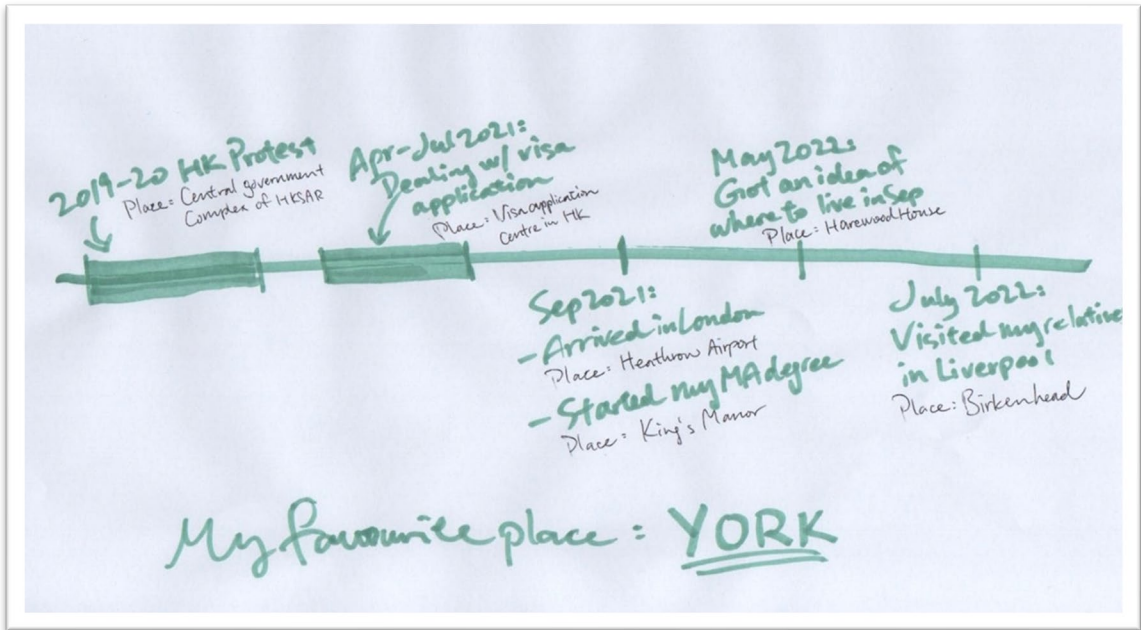 2019-20 HK Protest
Place: Central government
Complex of HKSAR
Apr-Jul 2021:
Dealing w/ visa
application
Place: Visa application
Centre in HK
Sep 2021:
- Arrived in London
Place: Heathrow Airport
- Started my MA degree
Place: King's Manor
May 2022:
Got an idea of
where to live in Sep
Place: Harewood House
July 2022:
Visited my relative
in Liverpool
Place: Birkenhead
My favourite place: YORK